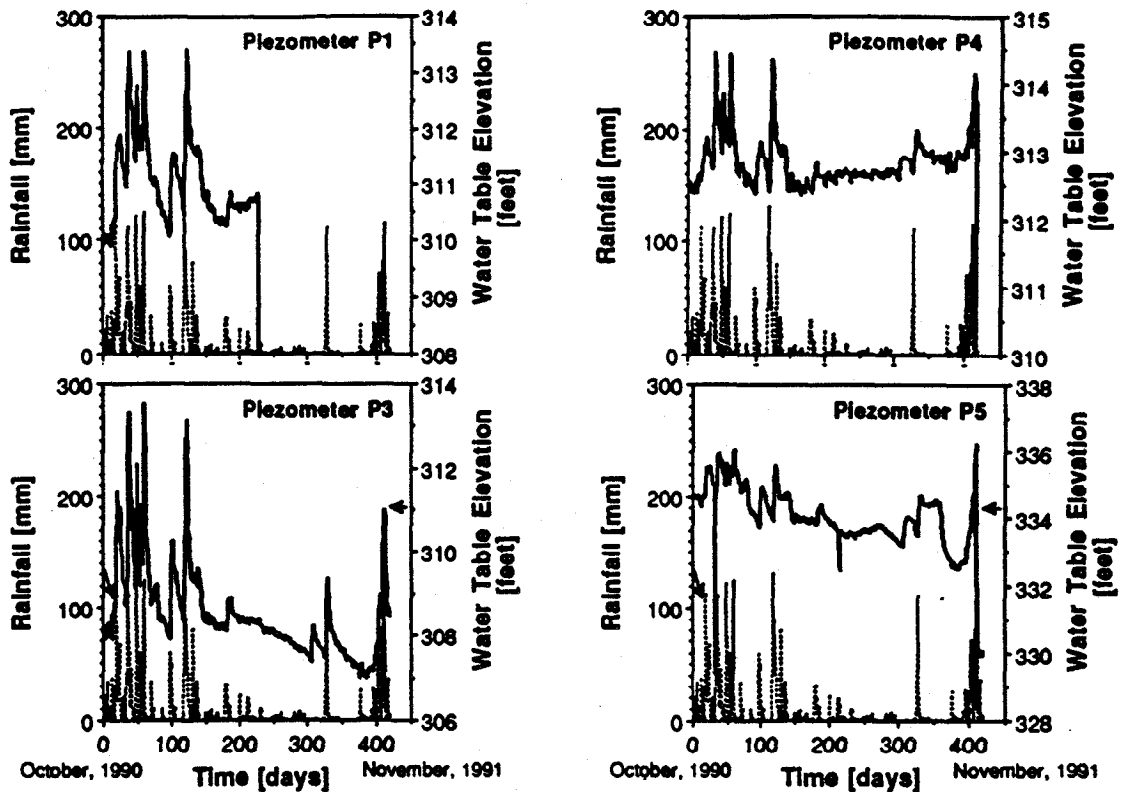 Piezometer P1
Rainfall [mm]
300
200
100
0
Water Table Elevation
[feet]
314
313
312
311
310
309
308
Piezometer P4
Rainfall [mm]
300
200
100
0
Water Table Elevation
[feet]
315
314
313
312
311
310
Piezometer P3
Rainfall [mm]
300
200
100
0
Water Table Elevation
[feet]
314
312
310
308
306
0 100 200 300 400
October, 1990 Time [days] November, 1991
Piezometer P5
Rainfall [mm]
300
200
100
0
Water Table Elevation
[feet]
338
336
334
332
330
328
0 100 200 300 400
October, 1990 Time [days] November, 1991